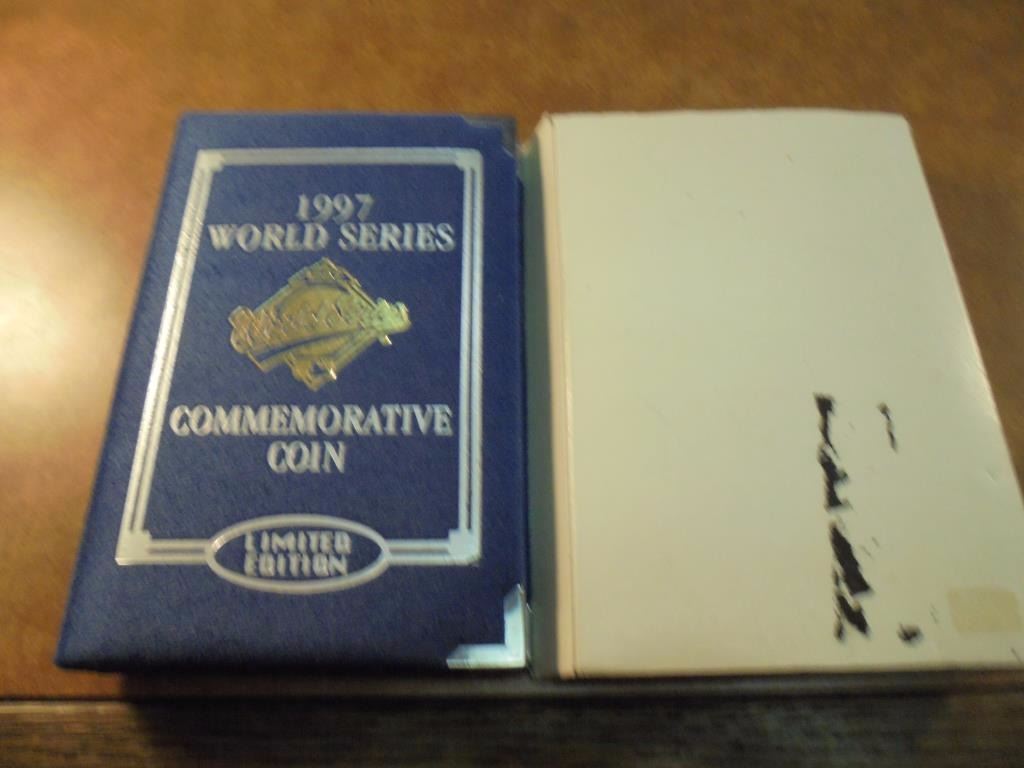 1997
WORLD SERIES
COMMEMORATIVE
COIN
LIMITED
EDITION